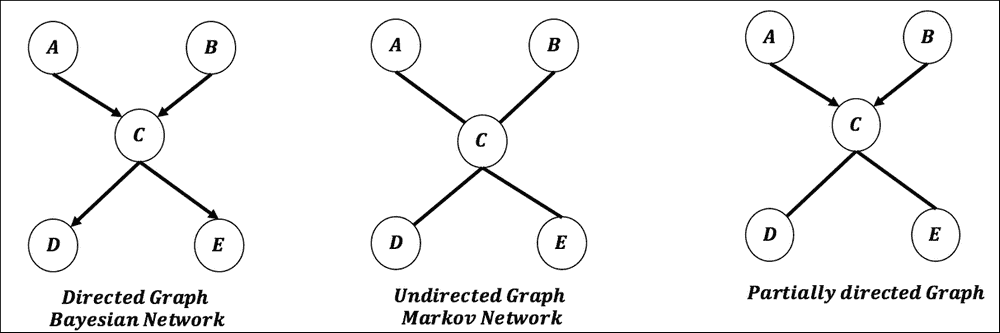 A
B
C
D
E
Directed Graph
Bayesian Network
A
B
C
D
E
Undirected Graph
Markov Network
A
B
C
D
E
Partially directed Graph